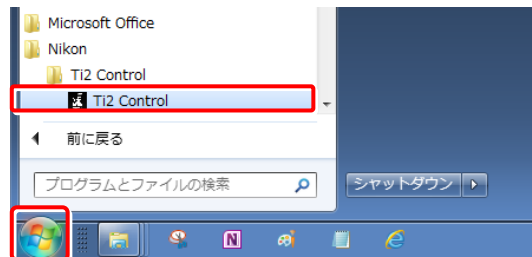 Microsoft Office
Nikon
Ti2 Control
Ti2 Control
前に戻る
プログラムとファイルの検索
シャットダウン